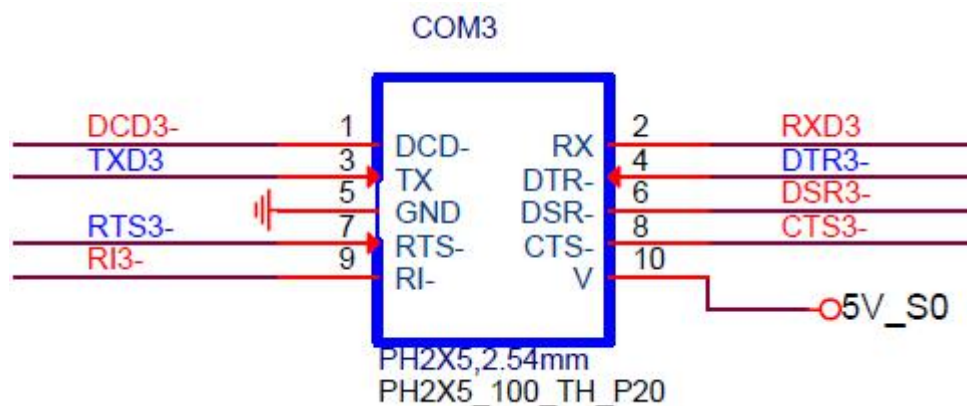 COM3
DCD3- 1 DCD- RX 2 RXD3
TXD3 3 TX DTR- 4 DTR3-
5 GND DSR- 6 DSR3-
RTS3- 7 RTS- CTS- 8 CTS3-
RI3- 9 RI- V 10
5V_S0
PH2X5,2.54mm
PH2X5_100_TH_P20